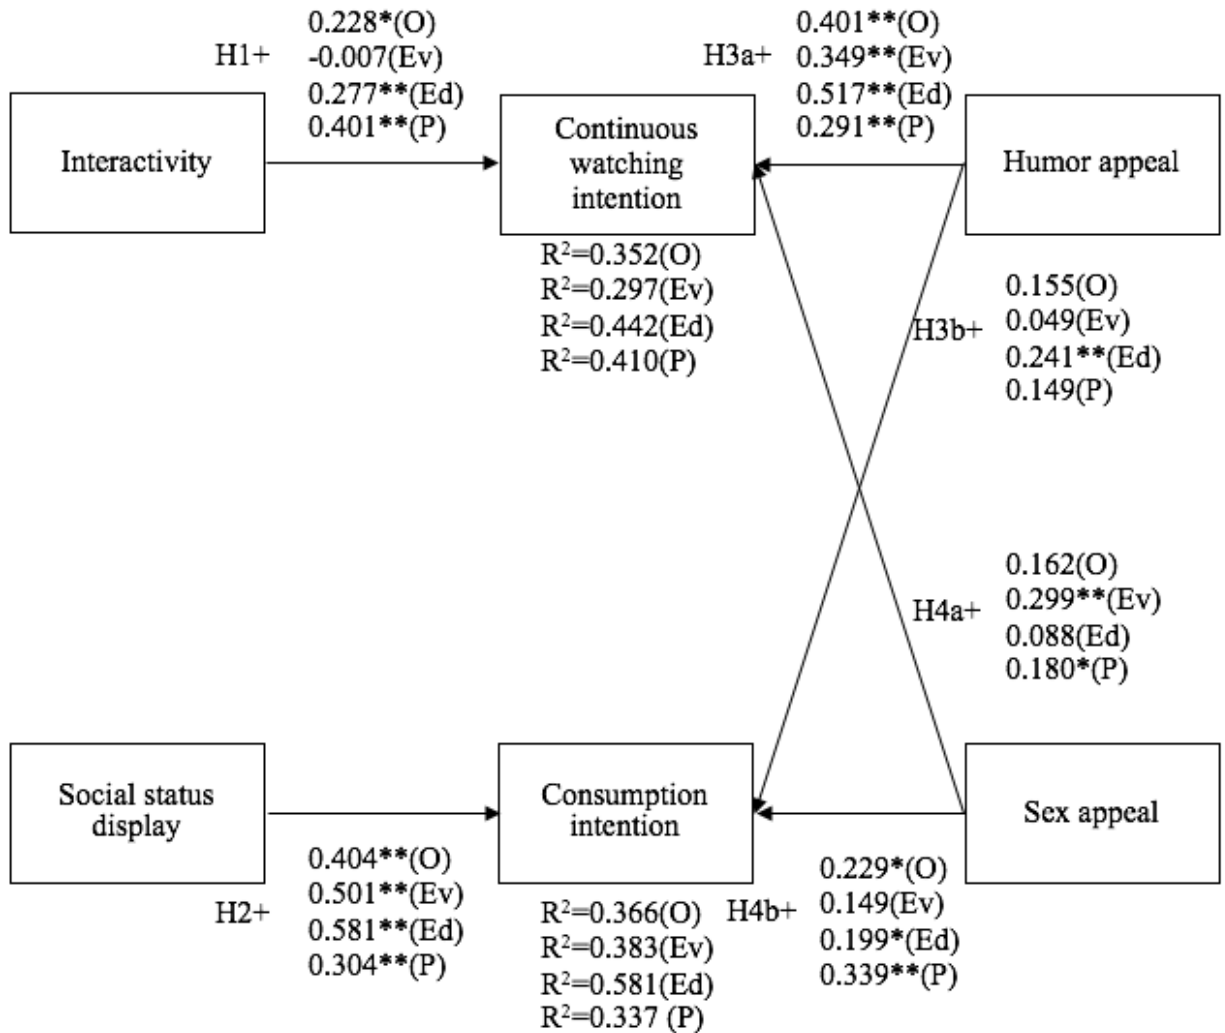 H1+
0.228*(O)
-0.007(Ev)
0.277**(Ed)
0.401**(P)
H3a+
0.401**(O)
0.349**(Ev)
0.517**(Ed)
0.291**(P)
Interactivity
Continuous
watching
intention
Humor appeal
R²=0.352(O)
R²=0.297(Ev)
R²=0.442(Ed)
R²=0.410(P)
H3b+
0.155(O)
0.049(Ev)
0.241**(Ed)
0.149(P)
H4a+
0.162(O)
0.299**(Ev)
0.088(Ed)
0.180*(P)
Social status
display
Consumption
intention
Sex appeal
H2+
0.404**(O)
0.501**(Ev)
0.581**(Ed)
0.304**(P)
R²=0.366(O)
R²=0.383(Ev)
R²=0.581(Ed)
R²=0.337 (P)
H4b+
0.229*(O)
0.149(Ev)
0.199*(Ed)
0.339**(P)